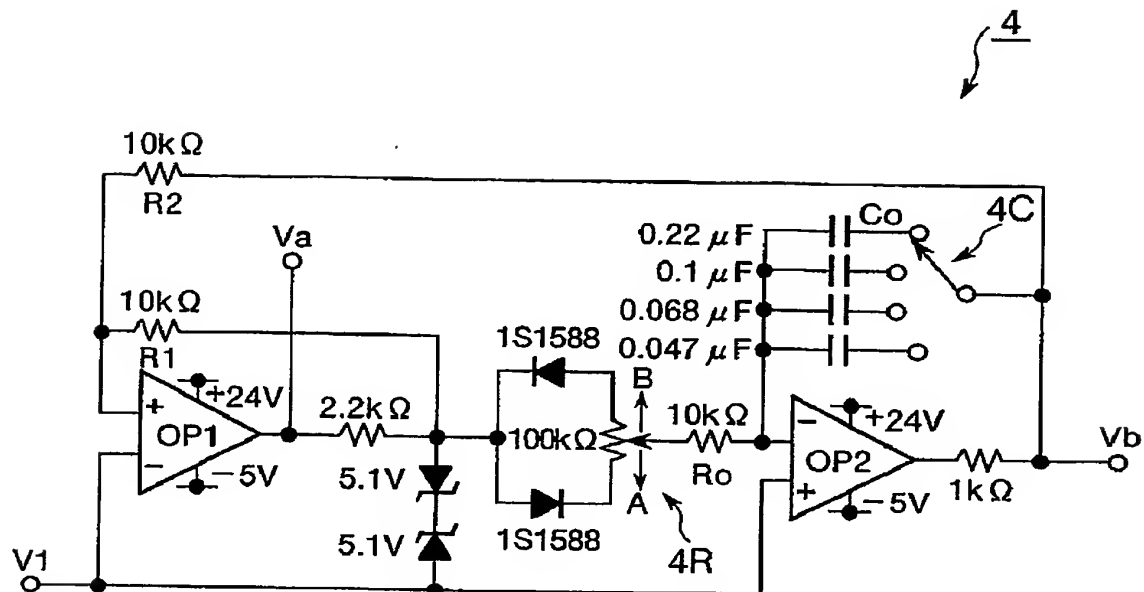 4
10kΩ
R2
Va
Co
4C
0.22 μF
0.1 μF
0.068 μF
0.047 μF
10kΩ
R1
1S1588
B
+24V
+
OP1
−
−5V
2.2kΩ
100kΩ
10kΩ
Ro
+24V
−
OP2
+
−5V
1kΩ
Vb
5.1V
A
1S1588
4R
5.1V
V1